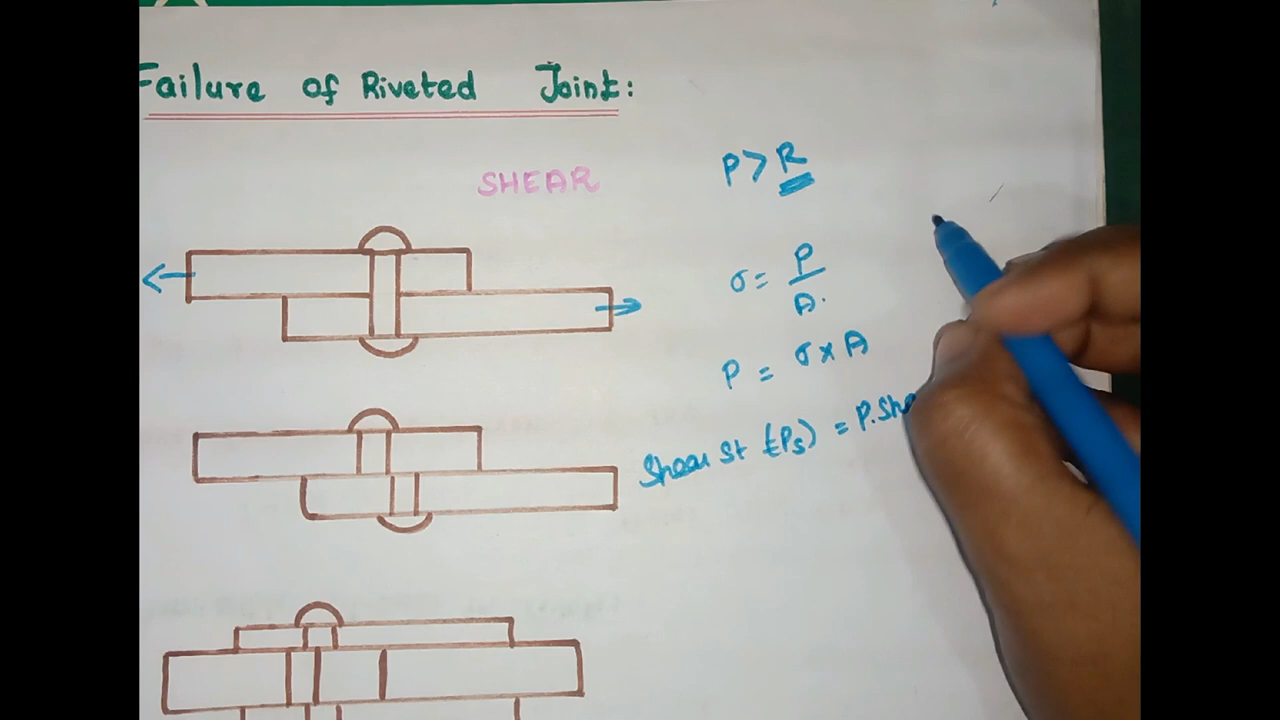 Failure of Riveted Joint:
SHEAR
P > R
σ = P
A.
P = σ x A
Shear St (Ps) = P. She